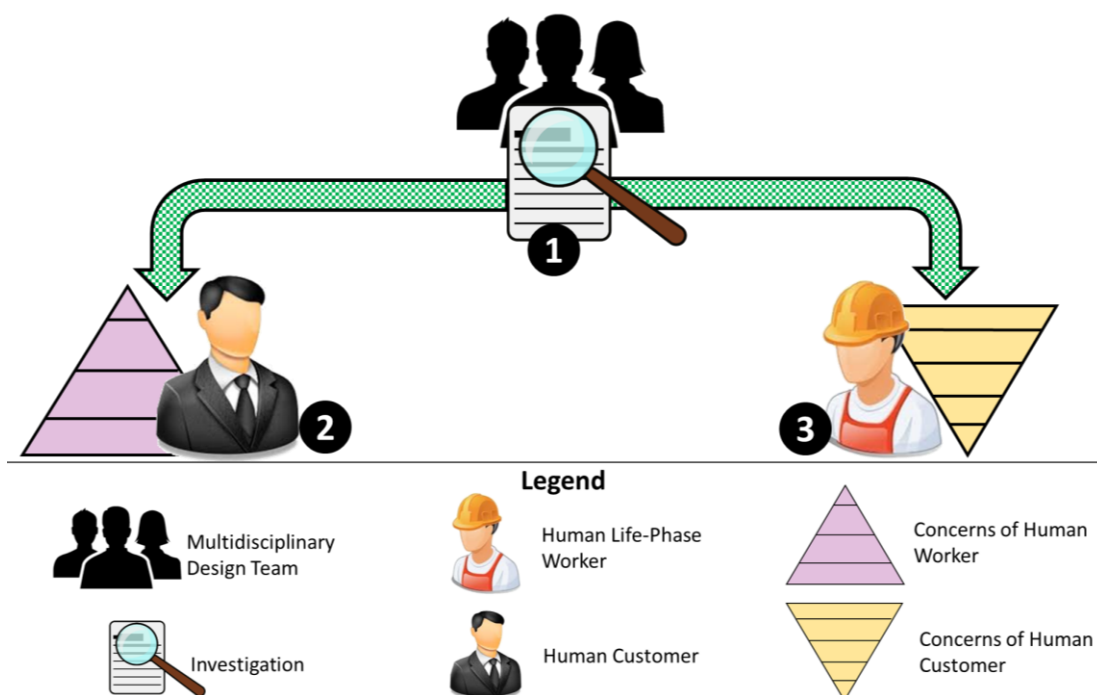 1
2
3
Legend
Multidisciplinary
Design Team
Human Life-Phase
Worker
Concerns of Human
Worker
Investigation
Human Customer
Concerns of Human
Customer